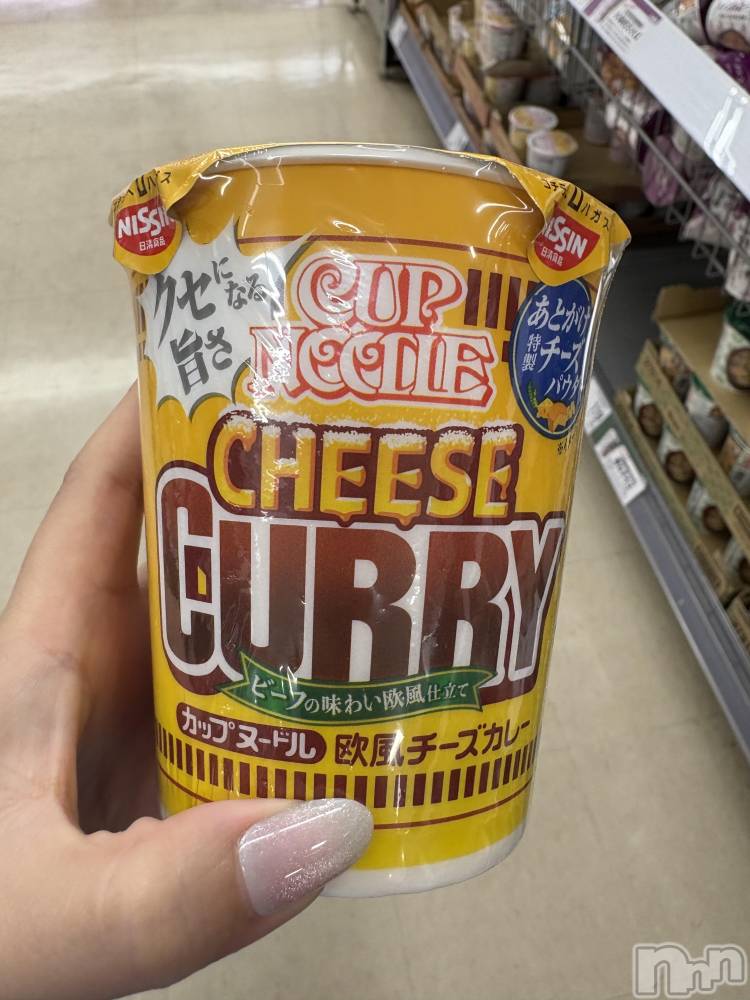 NISSIN
日清食品
NISSIN
日清食品
クセに
なる
旨さ
CUP
NOODLE
あとがけ
特製
チーズ
パウダー
CHEESE
CURRY
ビーフの味わい欧風仕立て
カップヌードル 欧風チーズカレー
nnn